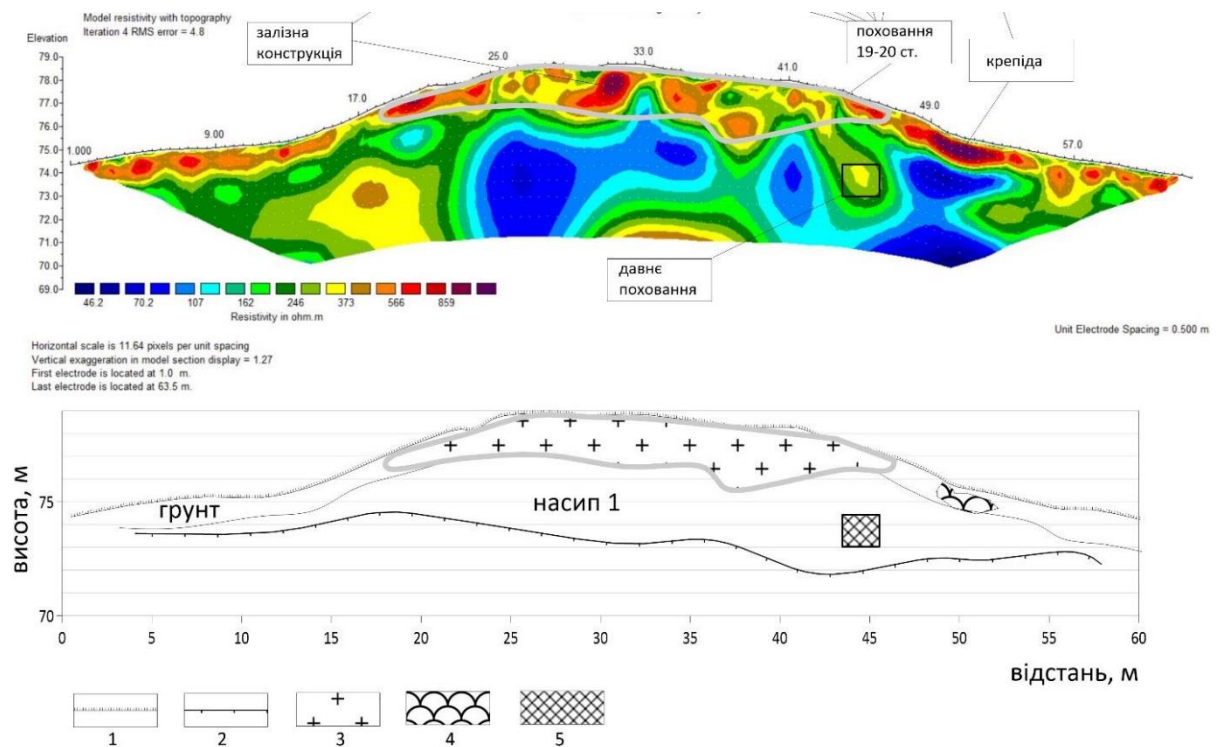 Model resistivity with topography
Iteration 4 RMS error = 4.8
Elevation
79.0
78.0
77.0
76.0
75.0
74.0
73.0
72.0
71.0
70.0
69.0
залізна
конструкція
поховання
19-20 ст.
крепіда
1.000
9.00
17.0
25.0
33.0
41.0
49.0
57.0
давнє
поховання
46.2
70.2
107
162
246
373
566
859
Resistivity in ohm.m
Unit Electrode Spacing = 0.500 m
Horizontal scale is 11.64 pixels per unit spacing
Vertical exaggeration in model section display = 1.27
First electrode is located at 1.0 m.
Last electrode is located at 63.5 m.
висота, м
75
70
грунт
насип 1
0
5
10
15
20
25
30
35
40
45
50
55
60
відстань, м
1
2
3
4
5